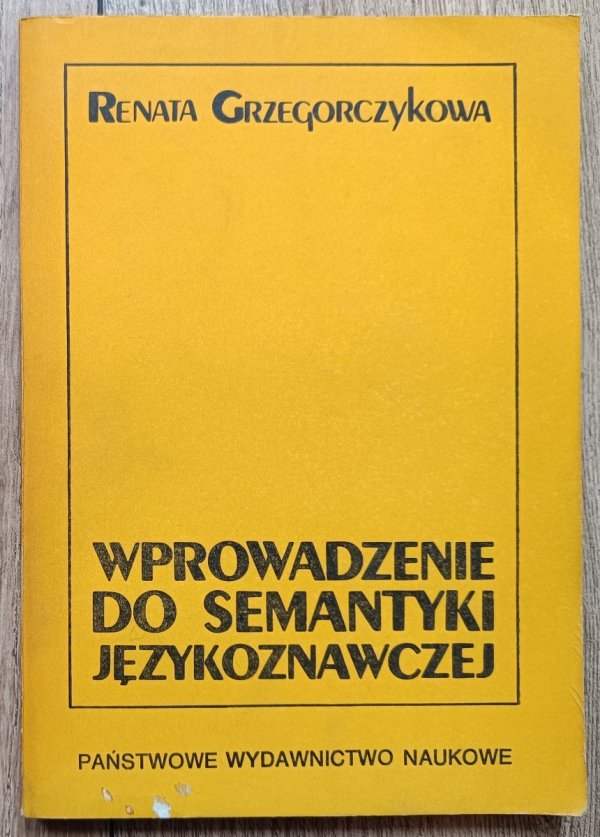 RENATA GRZEGORCZYKOWA
WPROWADZENIE
DO SEMANTYKI
JĘZYKOZNAWCZEJ
PAŃSTWOWE WYDAWNICTWO NAUKOWE